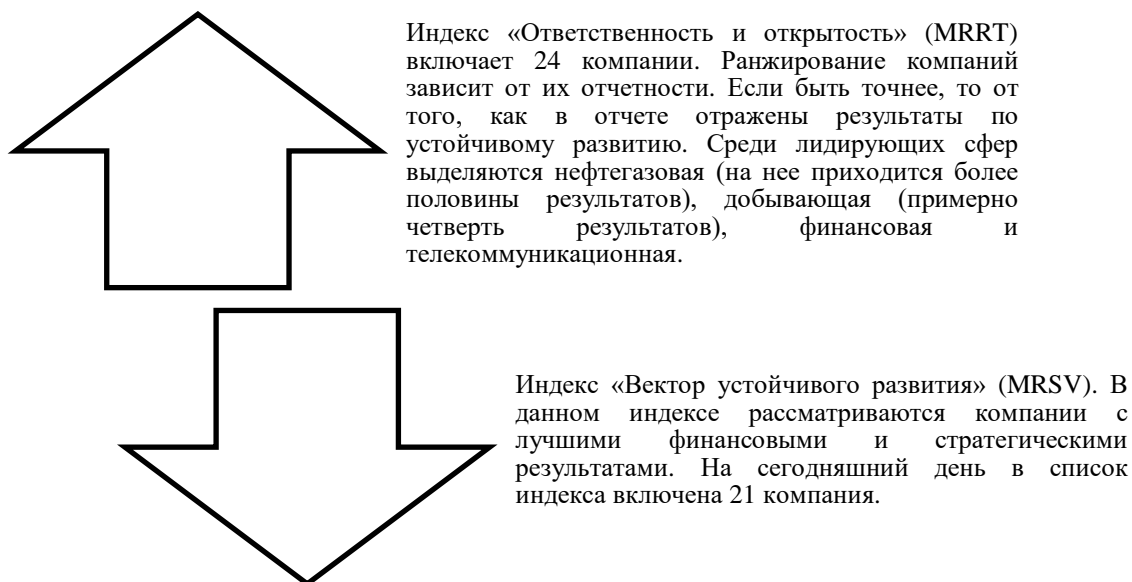 Индекс «Ответственность и открытость» (MRRT)
включает 24 компании. Ранжирование компаний
зависит от их отчетности. Если быть точнее, то от
того, как в отчете отражены результаты по
устойчивому развитию. Среди лидирующих сфер
выделяются нефтегазовая (на нее приходится более
половины результатов), добывающая (примерно
четверть результатов), финансовая и
телекоммуникационная.
Индекс «Вектор устойчивого развития» (MRSV). В
данном индексе рассматриваются компании с
лучшими финансовыми и стратегическими
результатами. На сегодняшний день в список
индекса включена 21 компания.